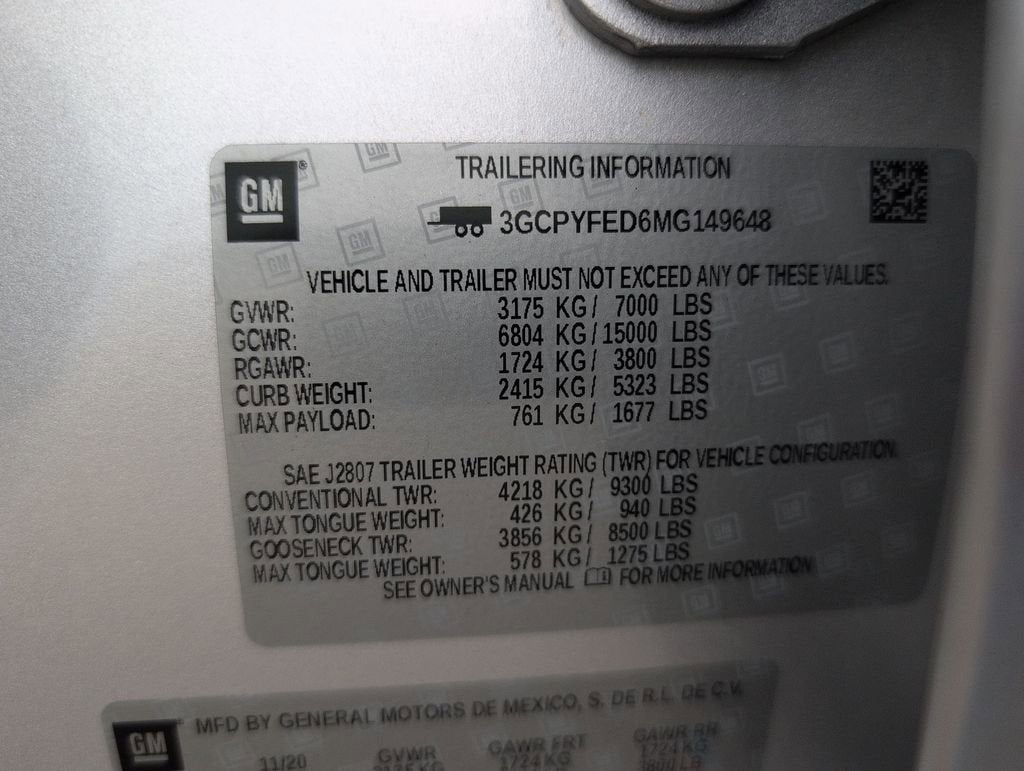 GM
TRAILERING INFORMATION
3GCPYFED6MG149648
VEHICLE AND TRAILER MUST NOT EXCEED ANY OF THESE VALUES.
GVWR: 3175 KG/ 7000 LBS
GCWR: 6804 KG/15000 LBS
RGAWR: 1724 KG/ 3800 LBS
CURB WEIGHT: 2415 KG/ 5323 LBS
MAX PAYLOAD: 761 KG/ 1677 LBS
SAE J2807 TRAILER WEIGHT RATING (TWR) FOR VEHICLE CONFIGURATION.
CONVENTIONAL TWR: 4218 KG/ 9300 LBS
MAX TONGUE WEIGHT: 426 KG/ 940 LBS
GOOSENECK TWR: 3856 KG/ 8500 LBS
MAX TONGUE WEIGHT: 578 KG/ 1275 LBS
SEE OWNER'S MANUAL FOR MORE INFORMATION
GM
MFD BY GENERAL MOTORS DE MEXICO, S. DE R.L. DE C.V.
11/20 GVWR GAWR FRT GAWR RR
1724 KG 1724 KG